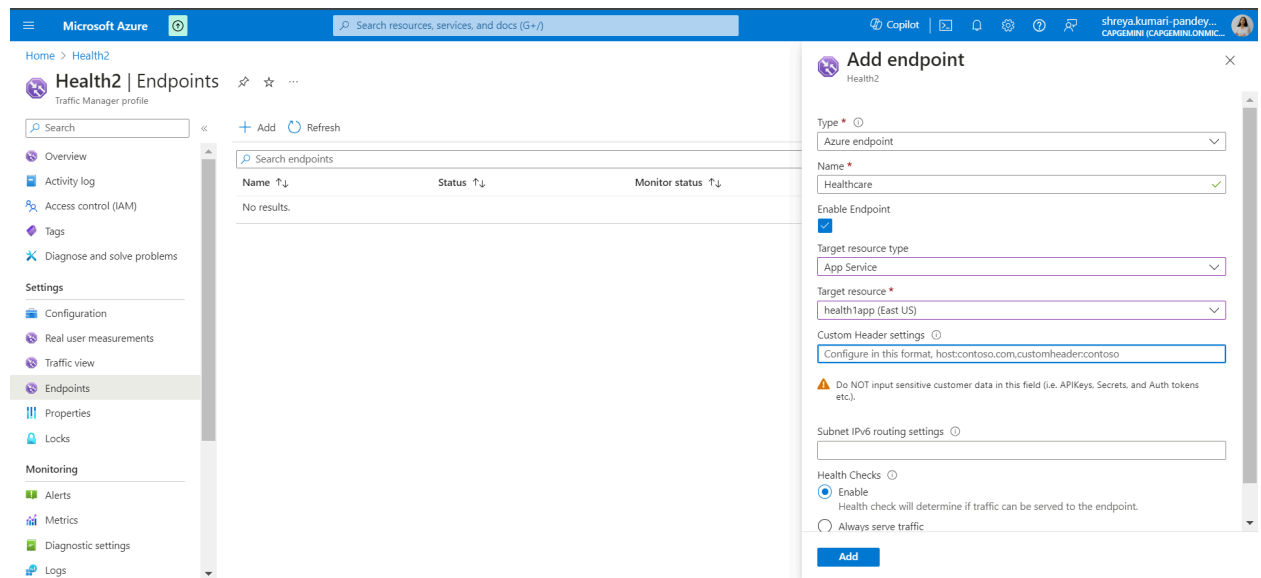 Microsoft Azure
Search resources, services, and docs (G+/)
Copilot
shreya.kumari-pandey...
CAPGEMINI (CAPGEMINI.ONMIC...
Home > Health2
Health2 | Endpoints
Traffic Manager profile
Search
Overview
Activity log
Access control (IAM)
Tags
Diagnose and solve problems
Settings
Configuration
Real user measurements
Traffic view
Endpoints
Properties
Locks
Monitoring
Alerts
Metrics
Diagnostic settings
Logs
Add Refresh
Search endpoints
Name Status Monitor status
No results.
Add endpoint
Health2
Type *
Azure endpoint
Name *
Healthcare
Enable Endpoint
Target resource type
App Service
Target resource *
health1app (East US)
Custom Header settings
Configure in this format, host:contoso.com,customheader:contoso
Do NOT input sensitive customer data in this field (i.e. APIKeys, Secrets, and Auth tokens
etc.).
Subnet IPv6 routing settings
Health Checks
Enable
Health check will determine if traffic can be served to the endpoint.
Always serve traffic
Add